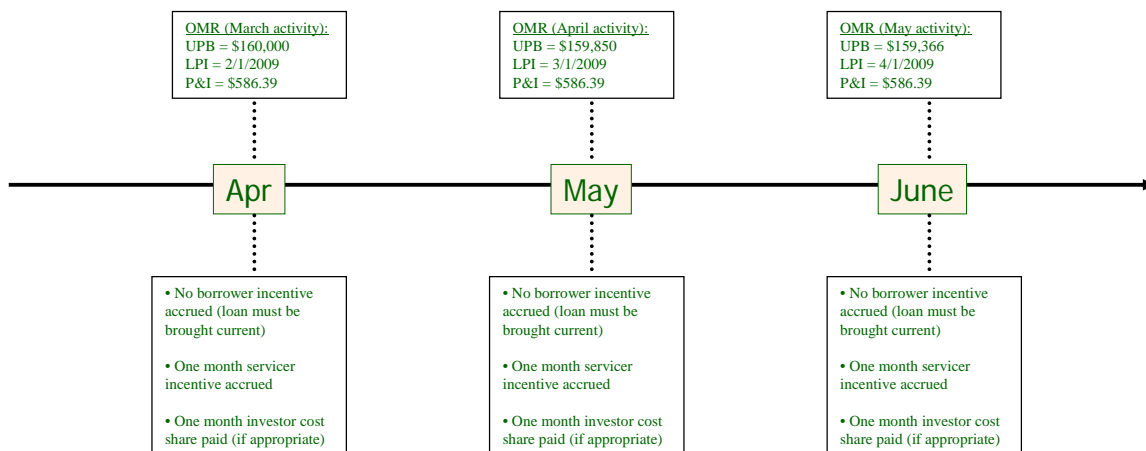 OMR (March activity):
UPB = $160,000
LPI = 2/1/2009
P&I = $586.39
OMR (April activity):
UPB = $159,850
LPI = 3/1/2009
P&I = $586.39
OMR (May activity):
UPB = $159,366
LPI = 4/1/2009
P&I = $586.39
Apr
May
June
• No borrower incentive
accrued (loan must be
brought current)
• One month servicer
incentive accrued
• One month investor cost
share paid (if appropriate)
• No borrower incentive
accrued (loan must be
brought current)
• One month servicer
incentive accrued
• One month investor cost
share paid (if appropriate)
• No borrower incentive
accrued (loan must be
brought current)
• One month servicer
incentive accrued
• One month investor cost
share paid (if appropriate)